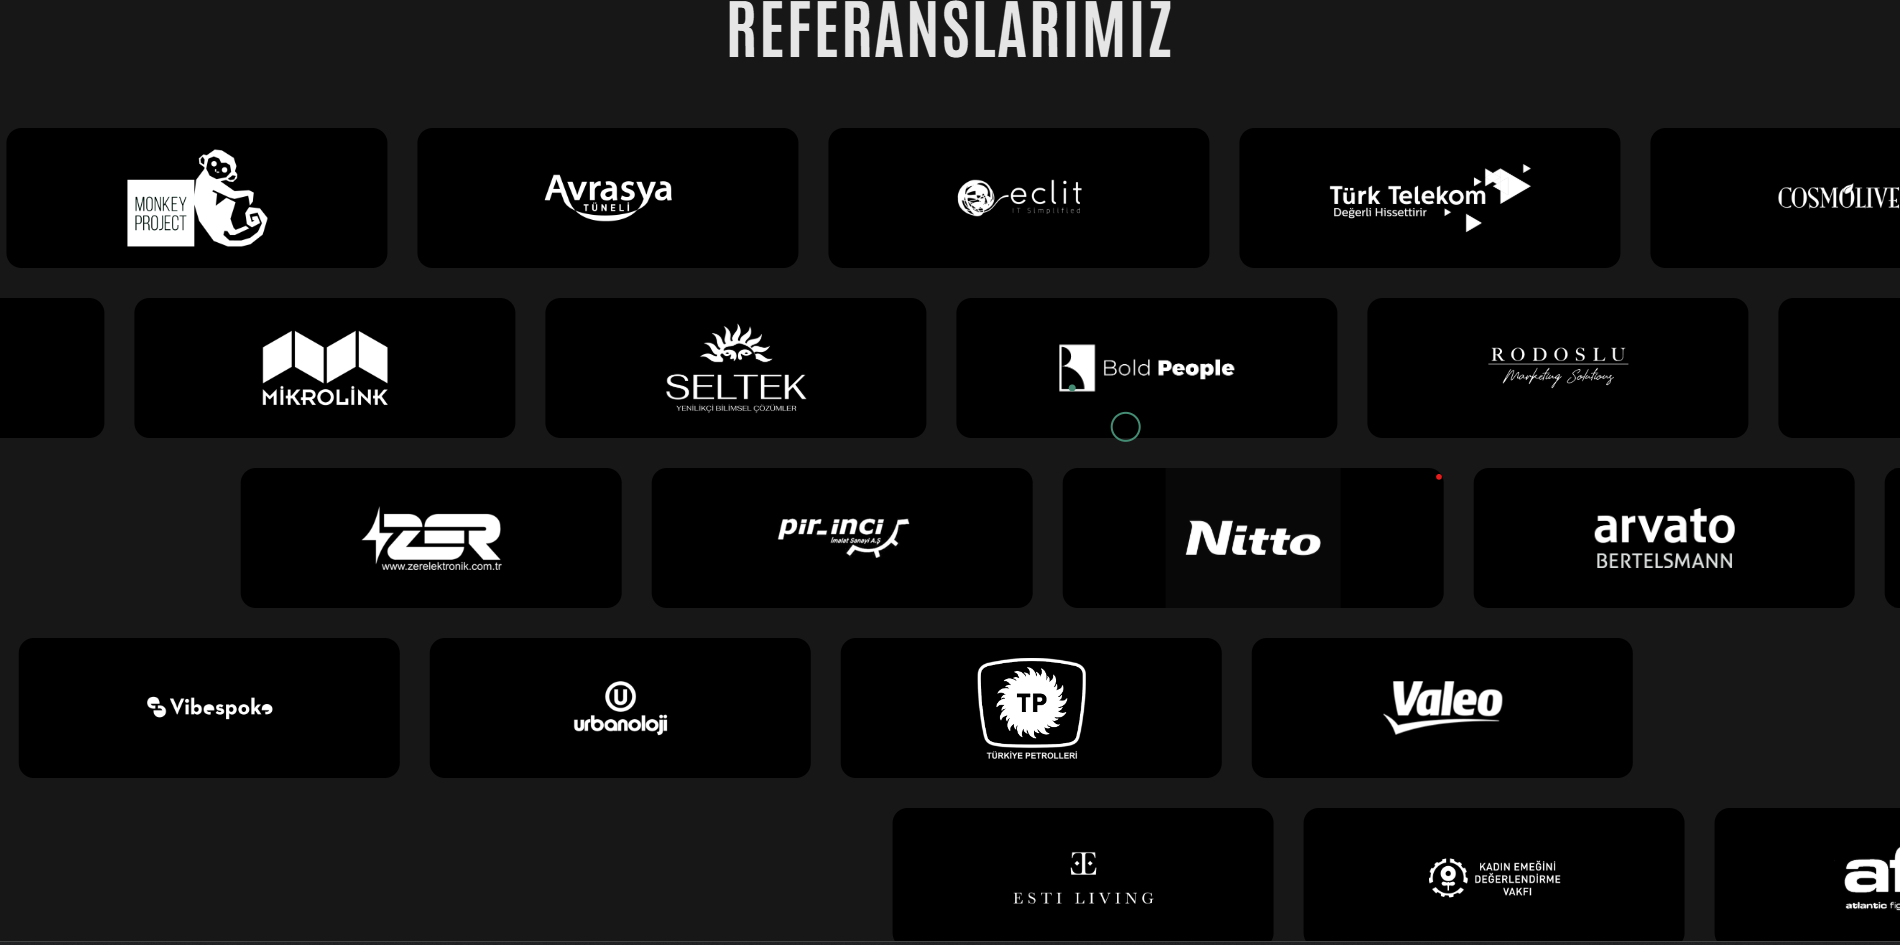 REFERANSLARIMIZ
MONKEY
PROJECT
Avrasya
TÜNELİ
eclit
IT Simplified
Türk Telekom
Değerli Hissettirir
COSMOLIVE
MİKROLİNK
SELTEK
YENİLİKÇİ BİLİMSEL ÇÖZÜMLER
Bold People
RODOSLU
Marketing Solutions
ZER
www.zerelektronik.com.tr
pir_inci
İmalat Sanayi A.Ş
Nitto
arvato
BERTELSMANN
Vibespoke
U
urbanoloji
TP
TÜRKİYE PETROLLERİ
Valeo
ESTI LIVING
KADIN EMEĞİNİ
DEĞERLENDİRME
VAKFI
af
atlantic fig